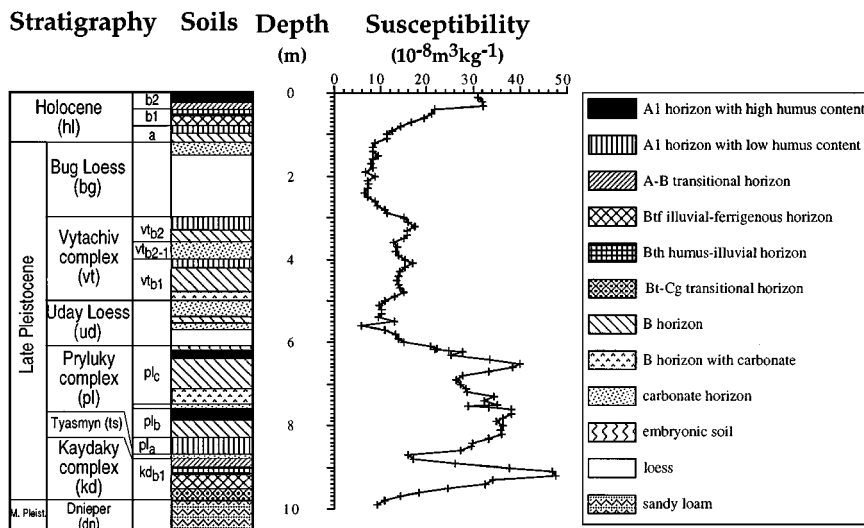 Stratigraphy Soils Depth Susceptibility
(m) (10-8m3kg-1)
0 10 20 30 40 50
0
2
4
6
8
10
Holocene
(hl)
b2
b1
a
Late Pleistocene
Bug Loess
(bg)
Vytachiv
complex
(vt)
vtb2
vtb2-1
vtb1
Uday Loess
(ud)
Pryluky
complex
(pl)
plc
Tyasmyn (ts)
plb
Kaydaky
complex
(kd)
pla
kdb1
M. Pleist.
Dnieper
(dn)
A1 horizon with high humus content
A1 horizon with low humus content
A-B transitional horizon
Btf illuvial-ferrigenous horizon
Bth humus-illuvial horizon
Bt-Cg transitional horizon
B horizon
B horizon with carbonate
carbonate horizon
embryonic soil
loess
sandy loam